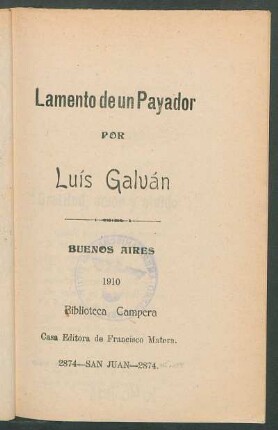 Lamento de un Payador
POR
Luís Galván
BUENOS AIRES
1910
Biblioteca Campera
Casa Editora de Francisco Matera.
2874—SAN JUAN—2874.